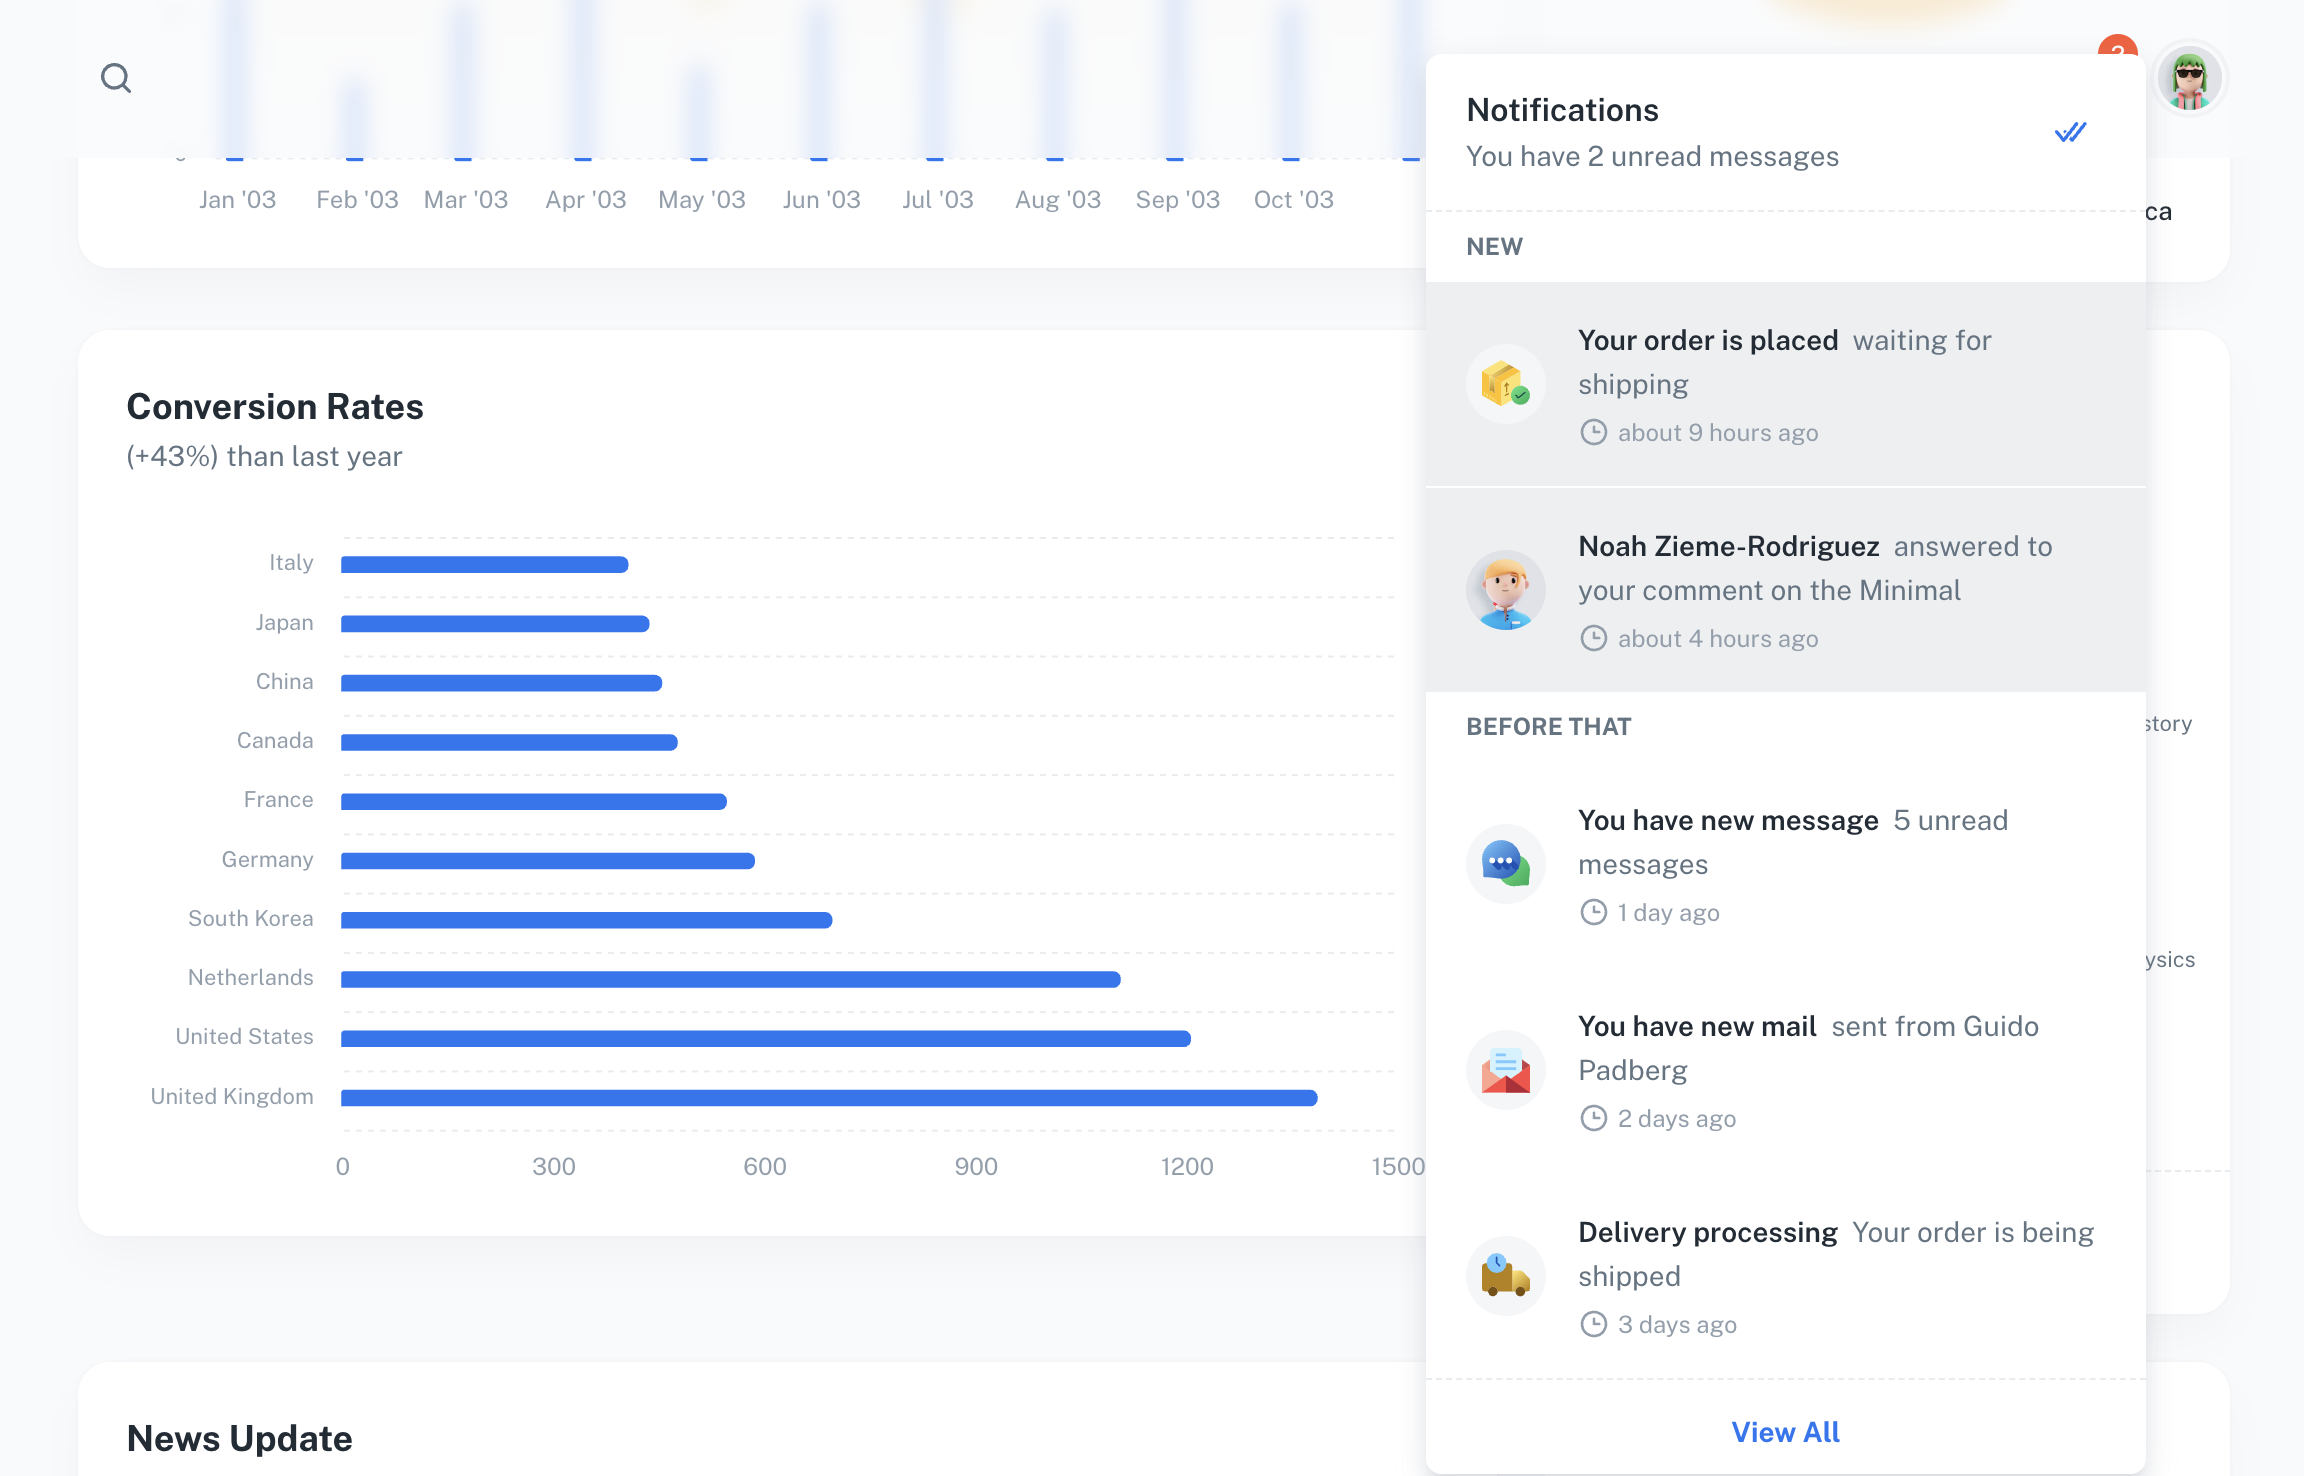 Jan '03 Feb '03 Mar '03 Apr '03 May '03 Jun '03 Jul '03 Aug '03 Sep '03 Oct '03
Conversion Rates
(+43%) than last year
Italy
Japan
China
Canada
France
Germany
South Korea
Netherlands
United States
United Kingdom
0 300 600 900 1200 1500
News Update
Notifications
You have 2 unread messages
NEW
Your order is placed waiting for
shipping
about 9 hours ago
Noah Zieme-Rodriguez answered to
your comment on the Minimal
about 4 hours ago
BEFORE THAT
You have new message 5 unread
messages
1 day ago
You have new mail sent from Guido
Padberg
2 days ago
Delivery processing Your order is being
shipped
3 days ago
View All
ca
story
ysics